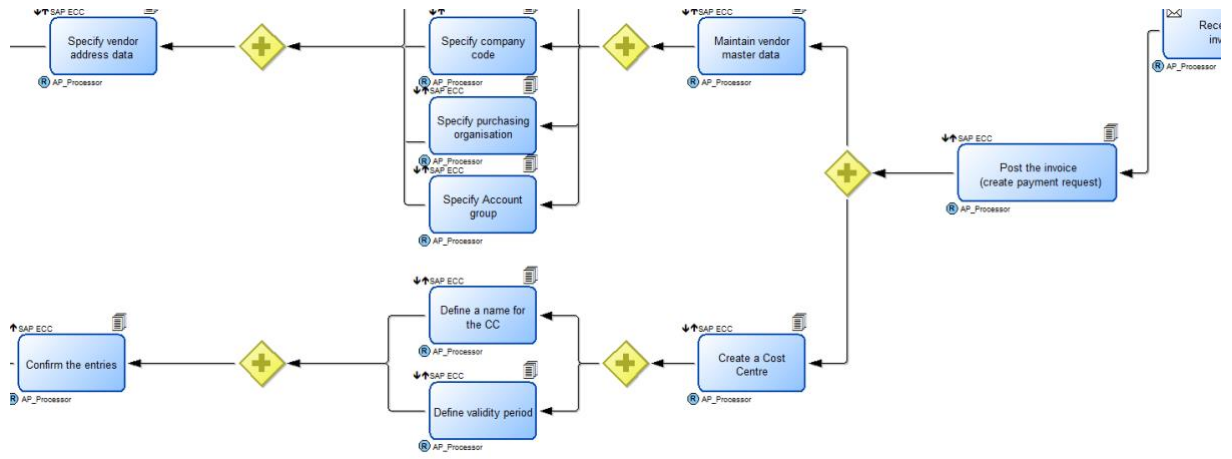 SAP ECC
Specify vendor
address data
AP_Processor
Specify company
code
AP_Processor
SAP ECC
Maintain vendor
master data
AP_Processor
SAP ECC
Specify purchasing
organisation
AP_Processor
SAP ECC
Specify Account
group
AP_Processor
AP_Processor
SAP ECC
Post the invoice
(create payment request)
AP_Processor
SAP ECC
Define a name for
the CC
AP_Processor
SAP ECC
Define validity period
AP_Processor
SAP ECC
Create a Cost
Centre
AP_Processor
SAP ECC
Confirm the entries
AP_Processor